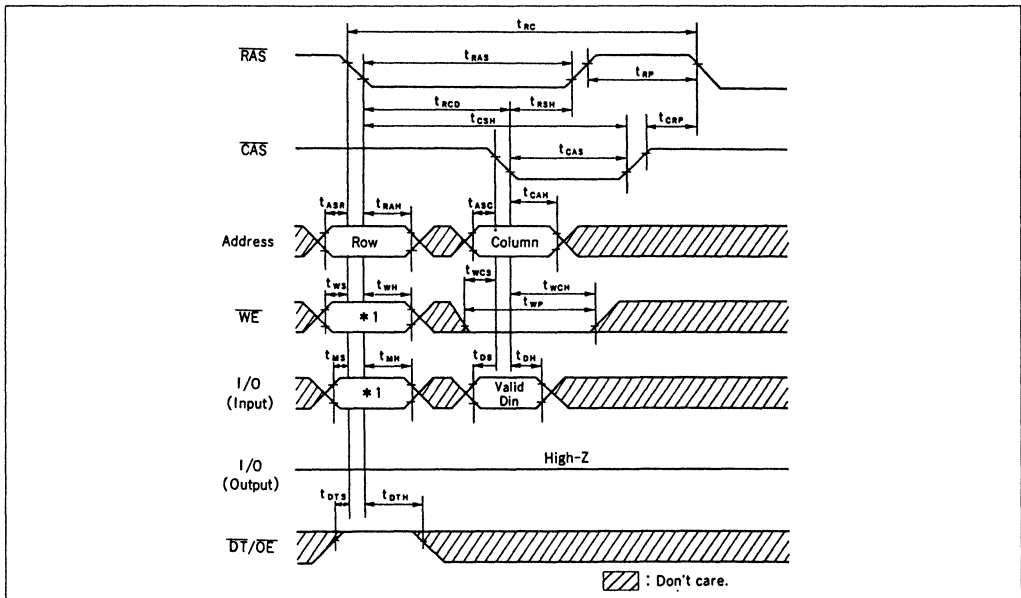 tRC
RAS
tRAS
tRP
tRCD
tRSH
tCSH
tCRP
CAS
tCAS
tCAH
tASR
tRAH
tASC
Address
Row
Column
tWCS
tWS
tWH
tWCH
tWP
WE
*1
tMS
tMH
tDS
tDH
I/O
(Input)
*1
Valid
Din
I/O
(Output)
High-Z
tDTS
tDTH
DT/OE
: Don't care.